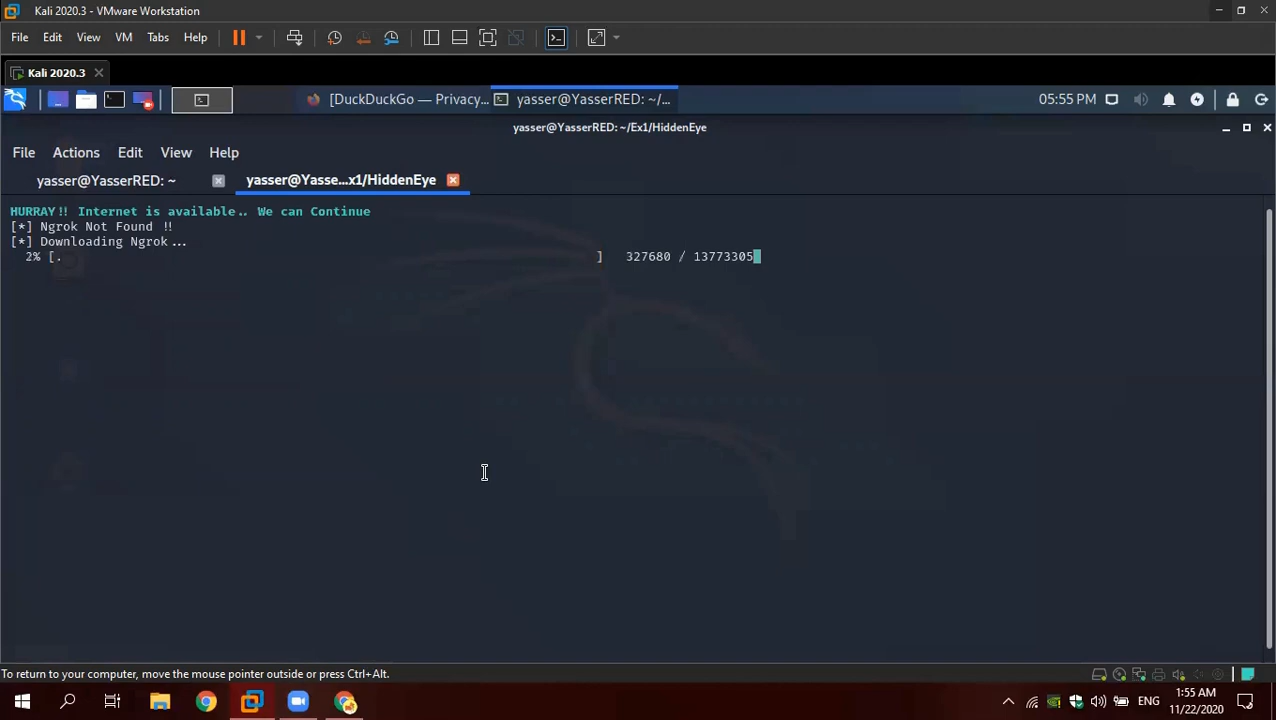 Kali 2020.3 - VMware Workstation
File Edit View VM Tabs Help
Kali 2020.3
[DuckDuckGo — Privacy... yasser@YasserRED: ~/... 05:55 PM
yasser@YasserRED: ~/Ex1/HiddenEye
File Actions Edit View Help
yasser@YasserRED: ~ yasser@Yasse...x1/HiddenEye
HURRAY!! Internet is available.. We can Continue
[*] Ngrok Not Found !!
[*] Downloading Ngrok...
2% [. ] 327680 / 13773305
To return to your computer, move the mouse pointer outside or press Ctrl+Alt.
ENG 1:55 AM
11/22/2020